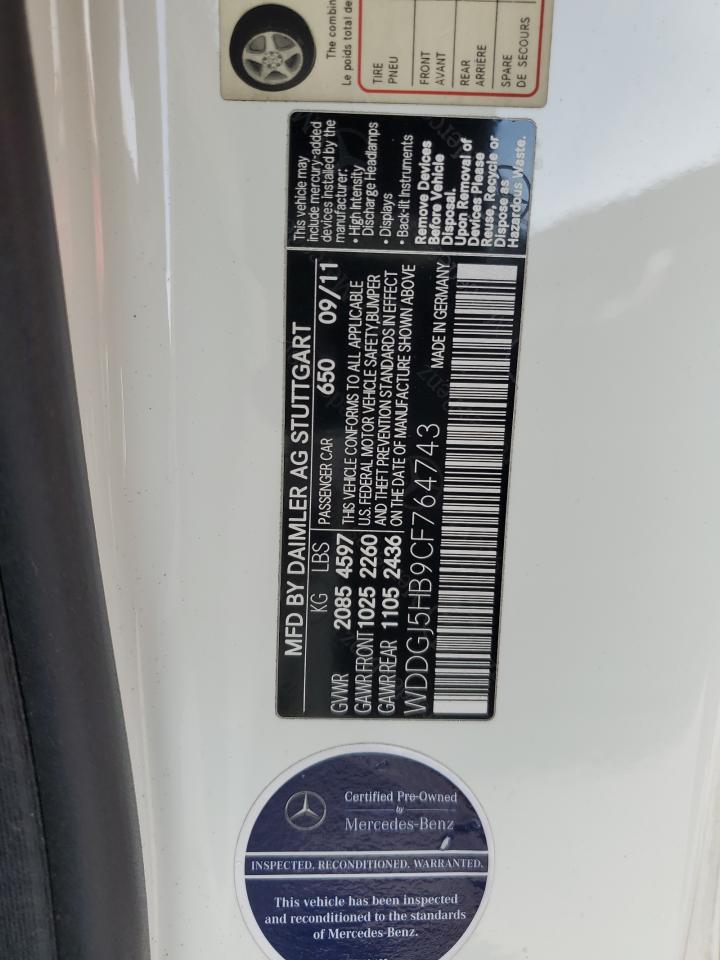 The combin
Le poids total de
TIRE
PNEU
FRONT
AVANT
REAR
ARRIÈRE
SPARE
DE SECOURS
MFD BY DAIMLER AG STUTTGART
KG LBS PASSENGER CAR 650 09/11
GVWR 2085 4597
GAWR FRONT 1025 2260
GAWR REAR 1105 2436
THIS VEHICLE CONFORMS TO ALL APPLICABLE
U.S. FEDERAL MOTOR VEHICLE SAFETY, BUMPER
AND THEFT PREVENTION STANDARDS IN EFFECT
ON THE DATE OF MANUFACTURE SHOWN ABOVE
WDDGJ5HB9CF764743 MADE IN GERMANY
This vehicle may
include mercury-added
devices installed by the
manufacturer:
• High Intensity
Discharge Headlamps
• Displays
• Back-lit Instruments
Remove Devices
Before Vehicle
Disposal.
Upon Removal of
Devices Please
Reuse, Recycle or
Dispose as
Hazardous Waste.
Certified Pre-Owned
by
Mercedes-Benz
INSPECTED. RECONDITIONED. WARRANTED.
This vehicle has been inspected
and reconditioned to the standards
of Mercedes-Benz.